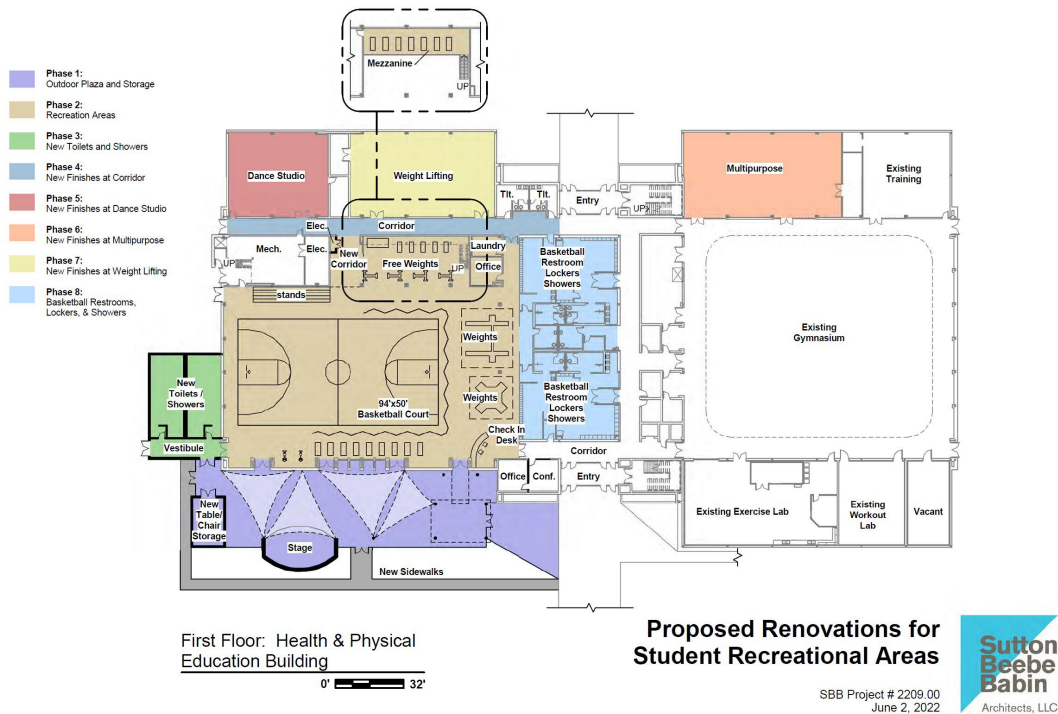 Mezzanine
UP
Phase 1:
Outdoor Plaza and Storage
Phase 2:
Recreation Areas
Phase 3:
New Toilets and Showers
Phase 4:
New Finishes at Corridor
Phase 5:
New Finishes at Dance Studio
Phase 6:
New Finishes at Multipurpose
Phase 7:
New Finishes at Weight Lifting
Phase 8:
Basketball Restrooms,
Lockers, & Showers
Dance Studio
Weight Lifting
Tlt.
Tlt.
Entry
UP
Multipurpose
Existing
Training
Elec.
Corridor
UP
Mech.
Elec.
New
Corridor
Free Weights
UP
Laundry
Office
Basketball
Restroom
Lockers
Showers
stands
Weights
Weights
Existing
Gymnasium
94'x50'
Basketball Court
Basketball
Restroom
Lockers
Showers
New
Toilets /
Showers
Vestibule
Check In
Desk
Corridor
Office
Conf.
Entry
New
Table/
Chair
Storage
Stage
New Sidewalks
Existing Exercise Lab
Existing
Workout
Lab
Vacant
First Floor: Health & Physical
Education Building
0' 32'
Proposed Renovations for
Student Recreational Areas
SBB Project # 2209.00
June 2, 2022
Sutton
Beebe
Babin
Architects, LLC